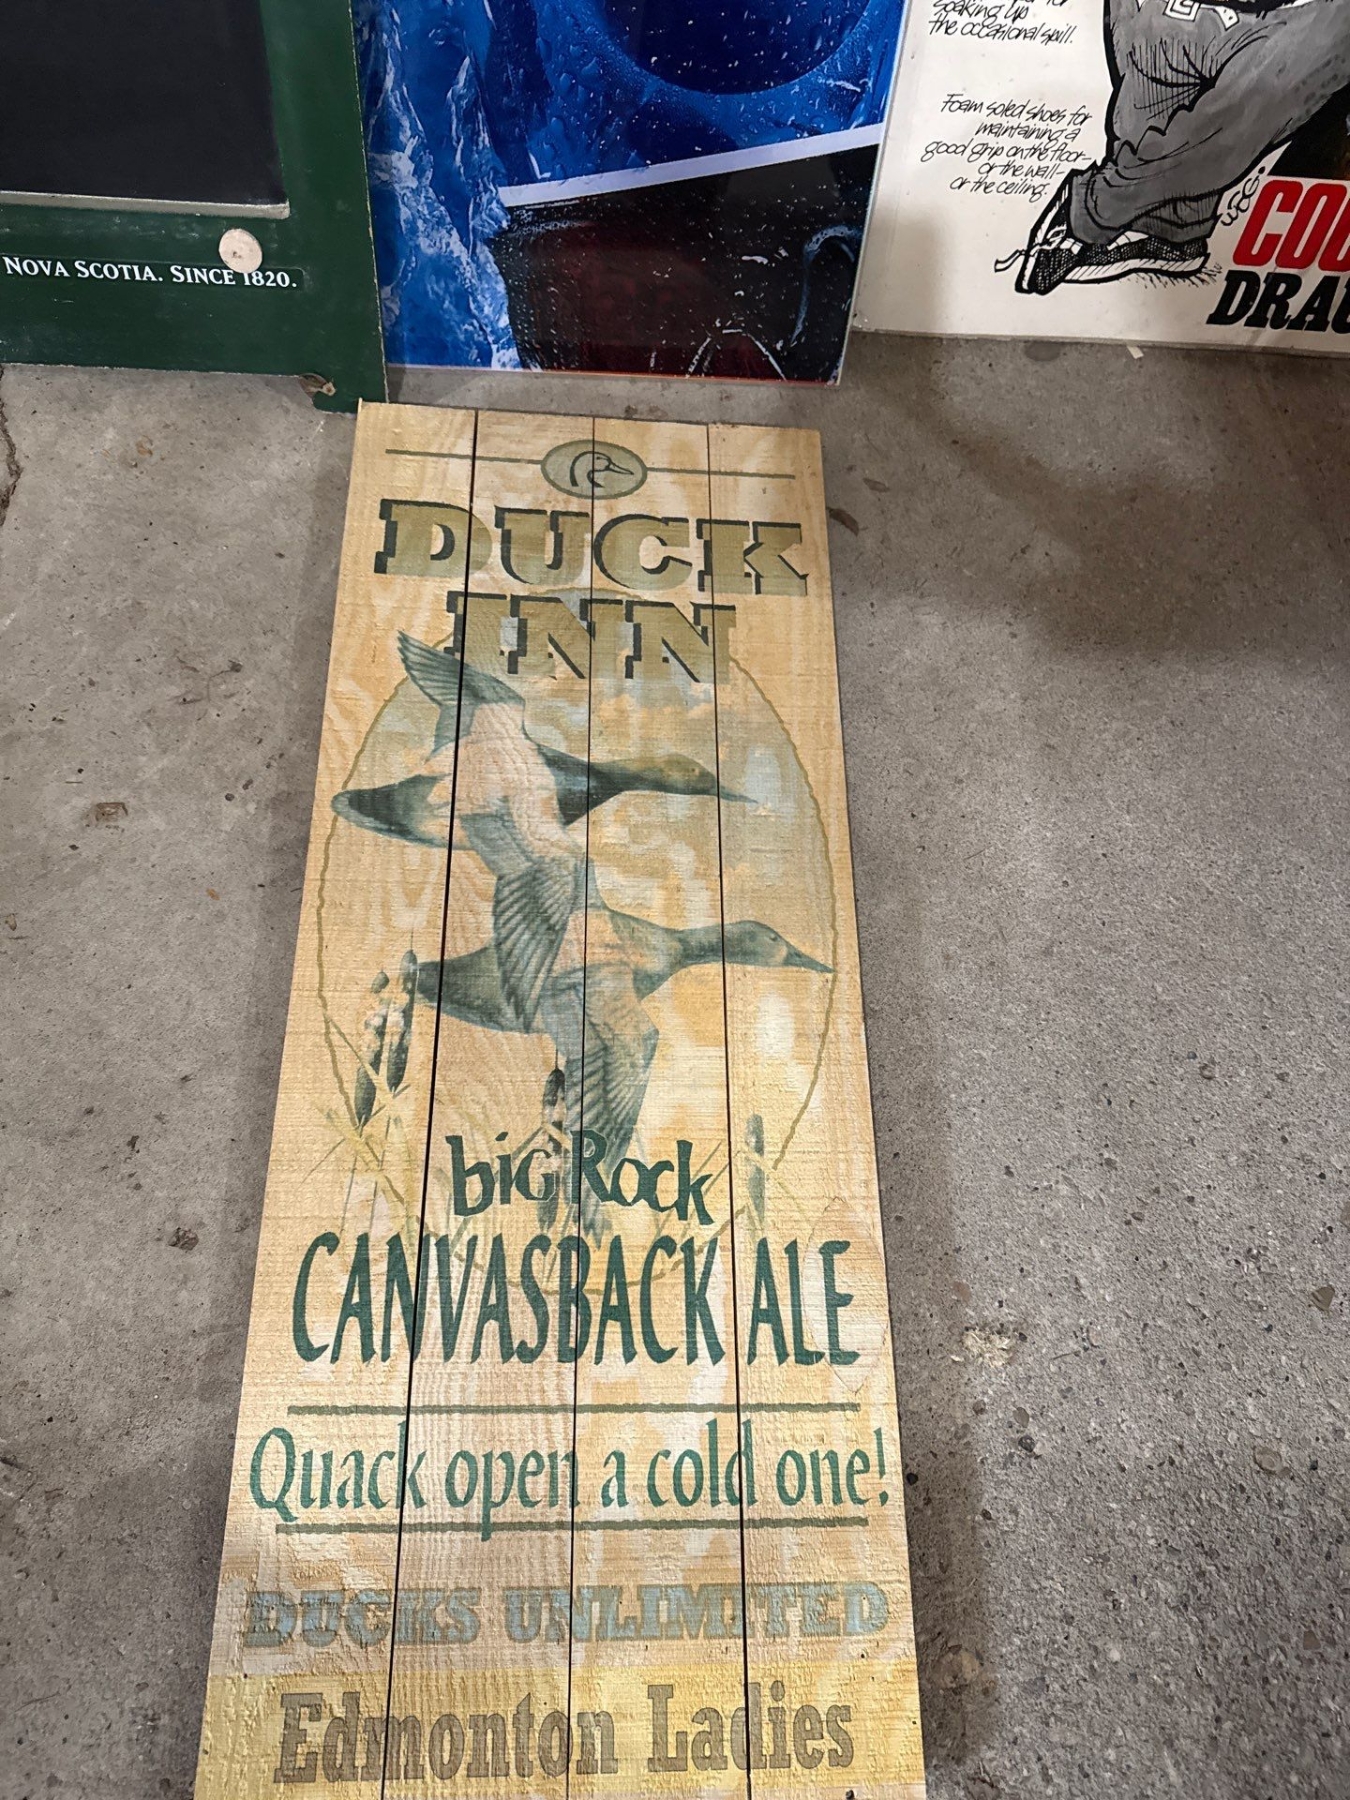 NOVA SCOTIA. SINCE 1820.
soaking up
the occasional spill.
Foam soled shoes for
maintaining a
good grip on the floor-
or the wall-
or the ceiling.
DUCK
INN
big Rock
CANVASBACK ALE
Quack open a cold one!
DUCKS UNLIMITED
Edmonton Ladies